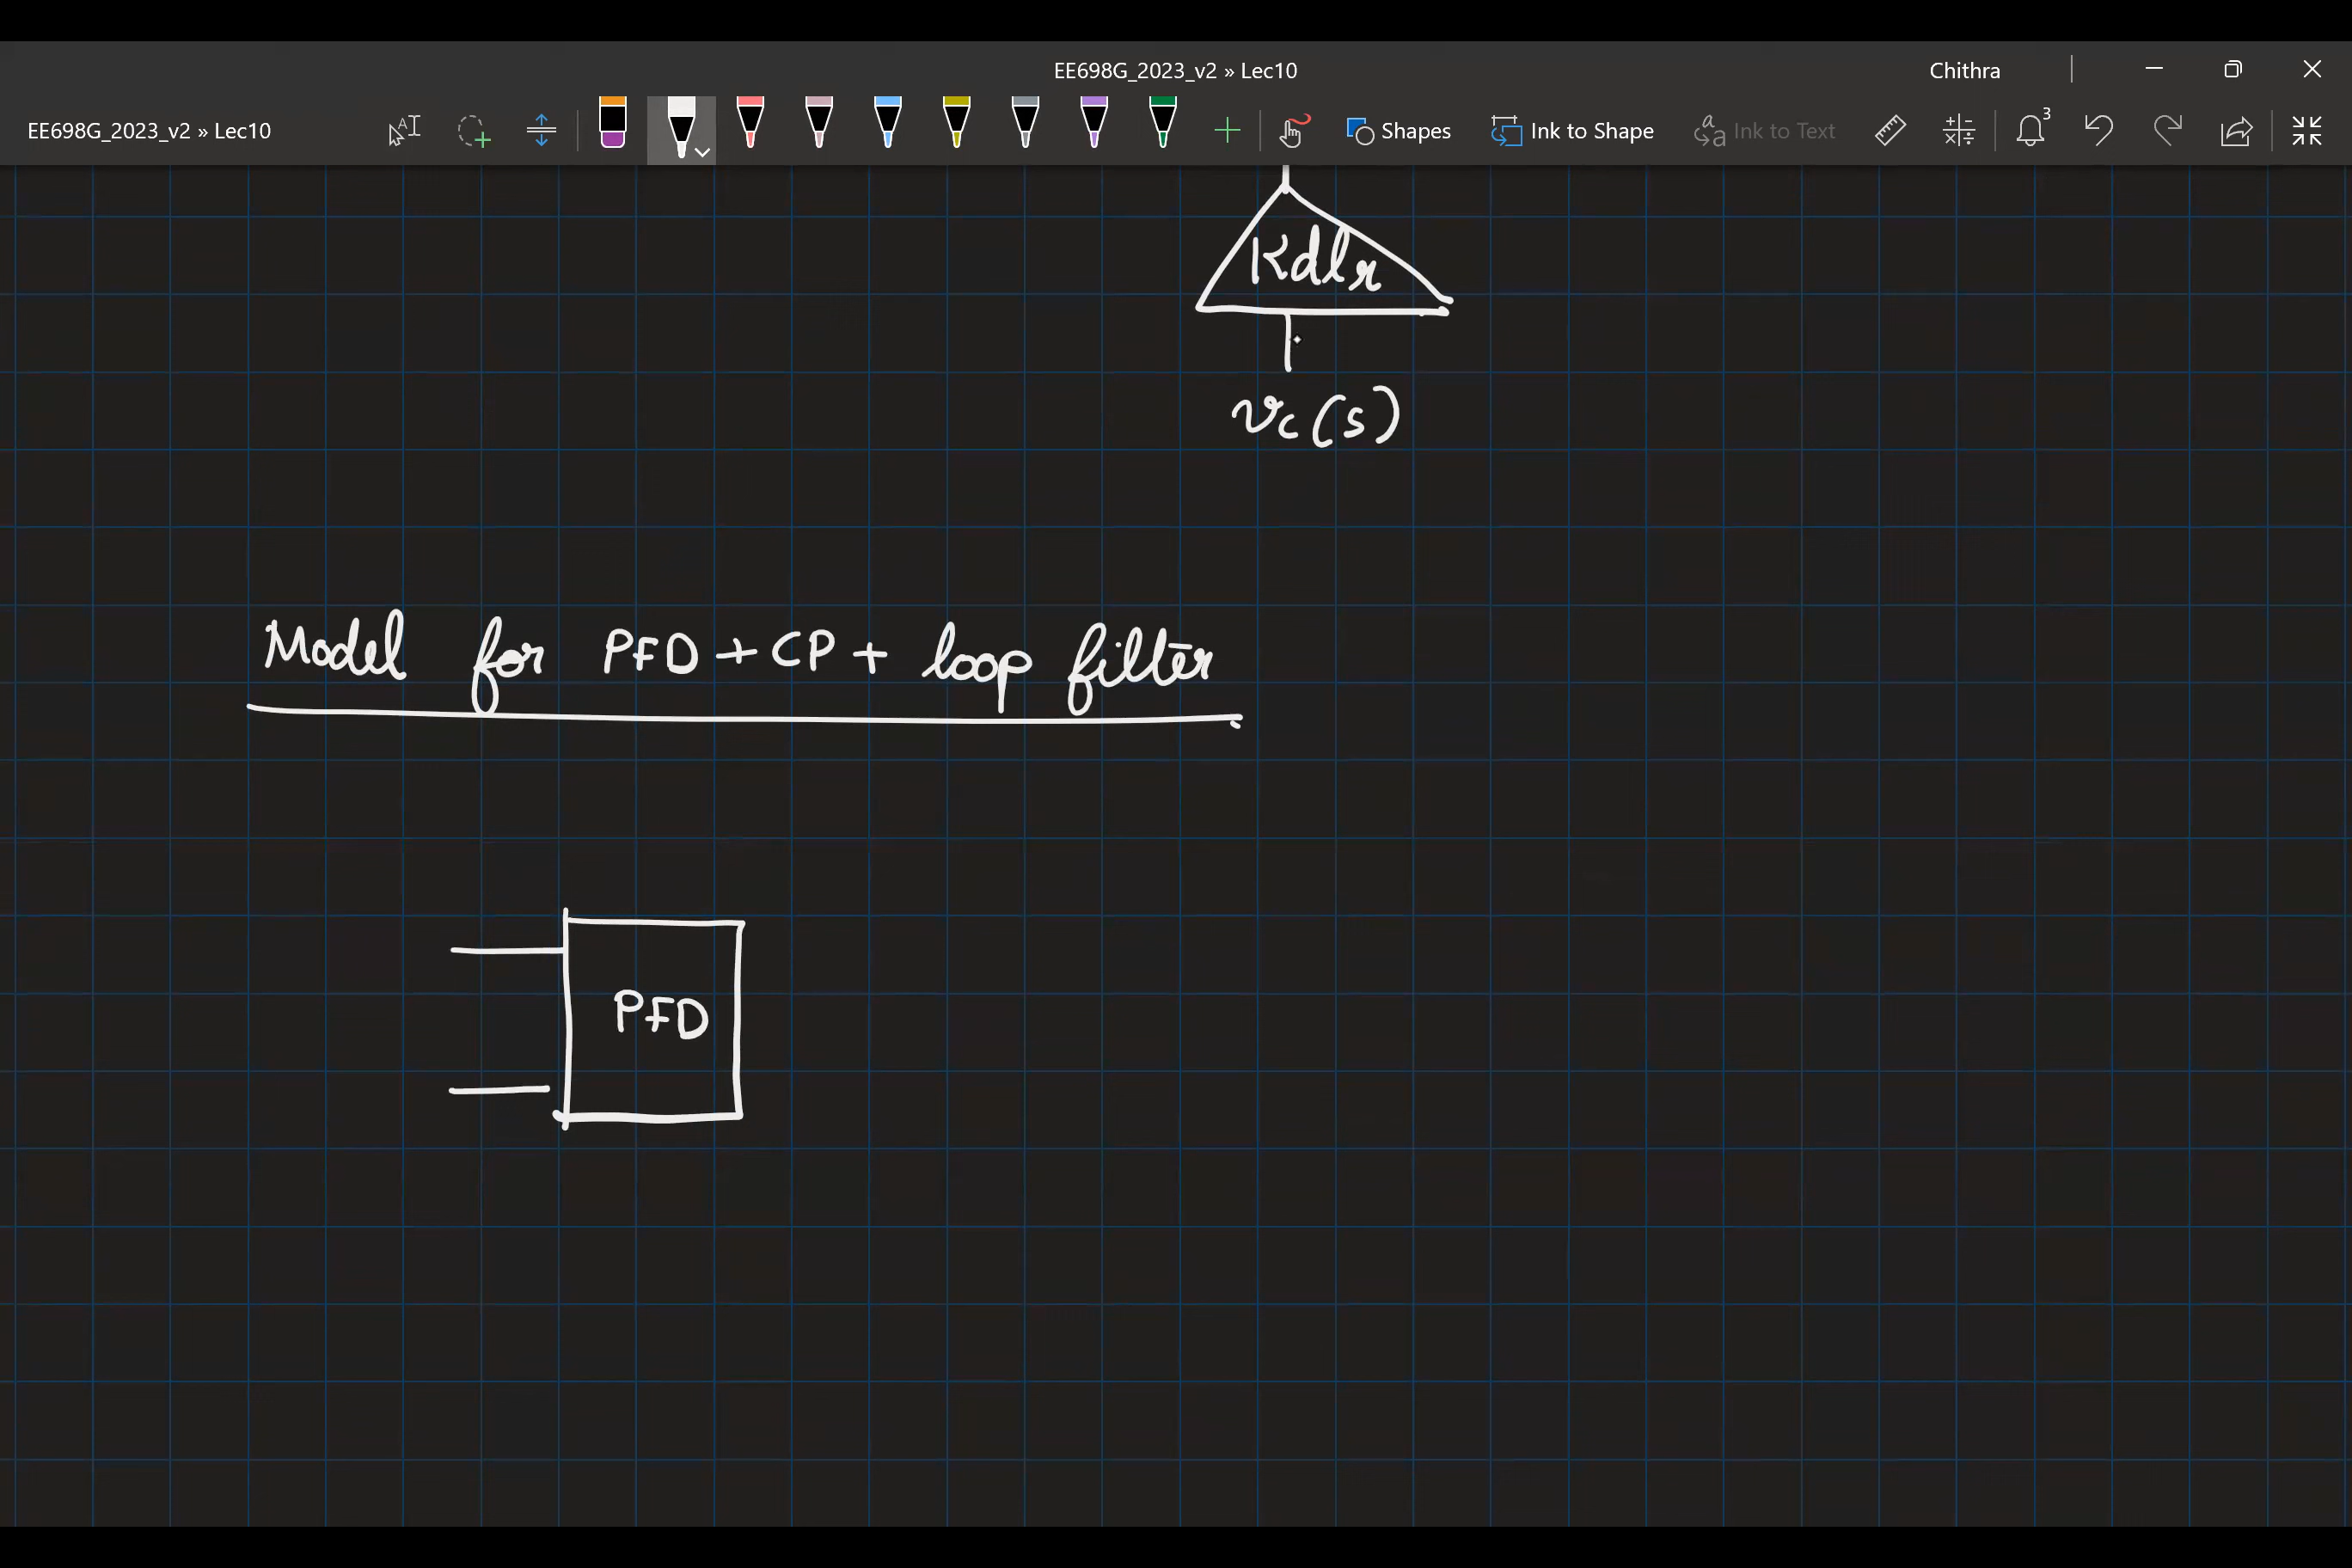 EE698G_2023_v2 » Lec10
Chithra
EE698G_2023_v2 » Lec10
Shapes
Ink to Shape
Ink to Text
3
Kdlr
vc(s)
Model for PFD + CP + loop filter
PFD